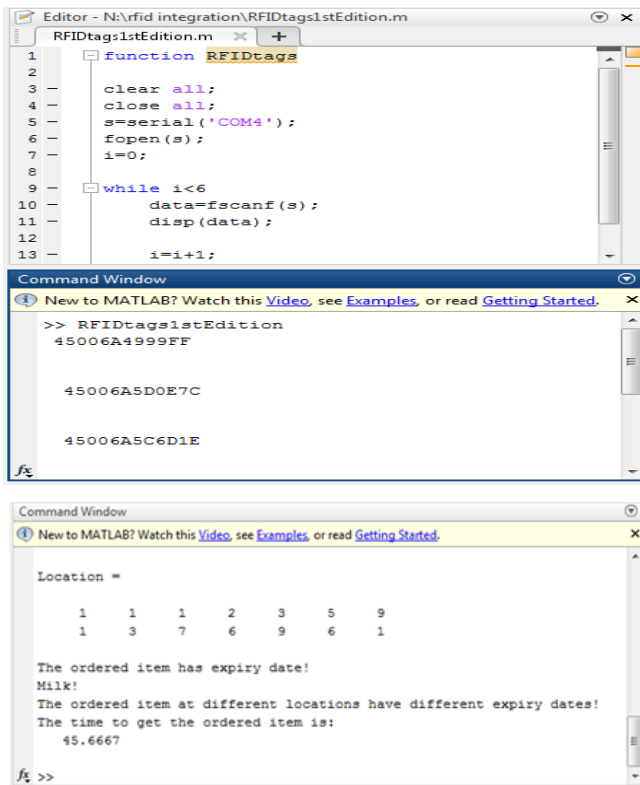 Editor - N:\rfid integration\RFIDtags1stEdition.m
RFIDtags1stEdition.m × +
1 function RFIDtags
2
3 – clear all;
4 – close all;
5 – s=serial('COM4');
6 – fopen(s);
7 – i=0;
8
9 – while i<6
10 – data=fscanf(s);
11 – disp(data);
12
13 – i=i+1;
Command Window
New to MATLAB? Watch this Video, see Examples, or read Getting Started. ×
>> RFIDtags1stEdition
45006A4999FF
45006A5D0E7C
45006A5C6D1E
fx
Command Window
New to MATLAB? Watch this Video, see Examples, or read Getting Started. ×
Location =
1 1 1 2 3 5 9
1 3 7 6 9 6 1
The ordered item has expiry date!
Milk!
The ordered item at different locations have different expiry dates!
The time to get the ordered item is:
45.6667
fx >>